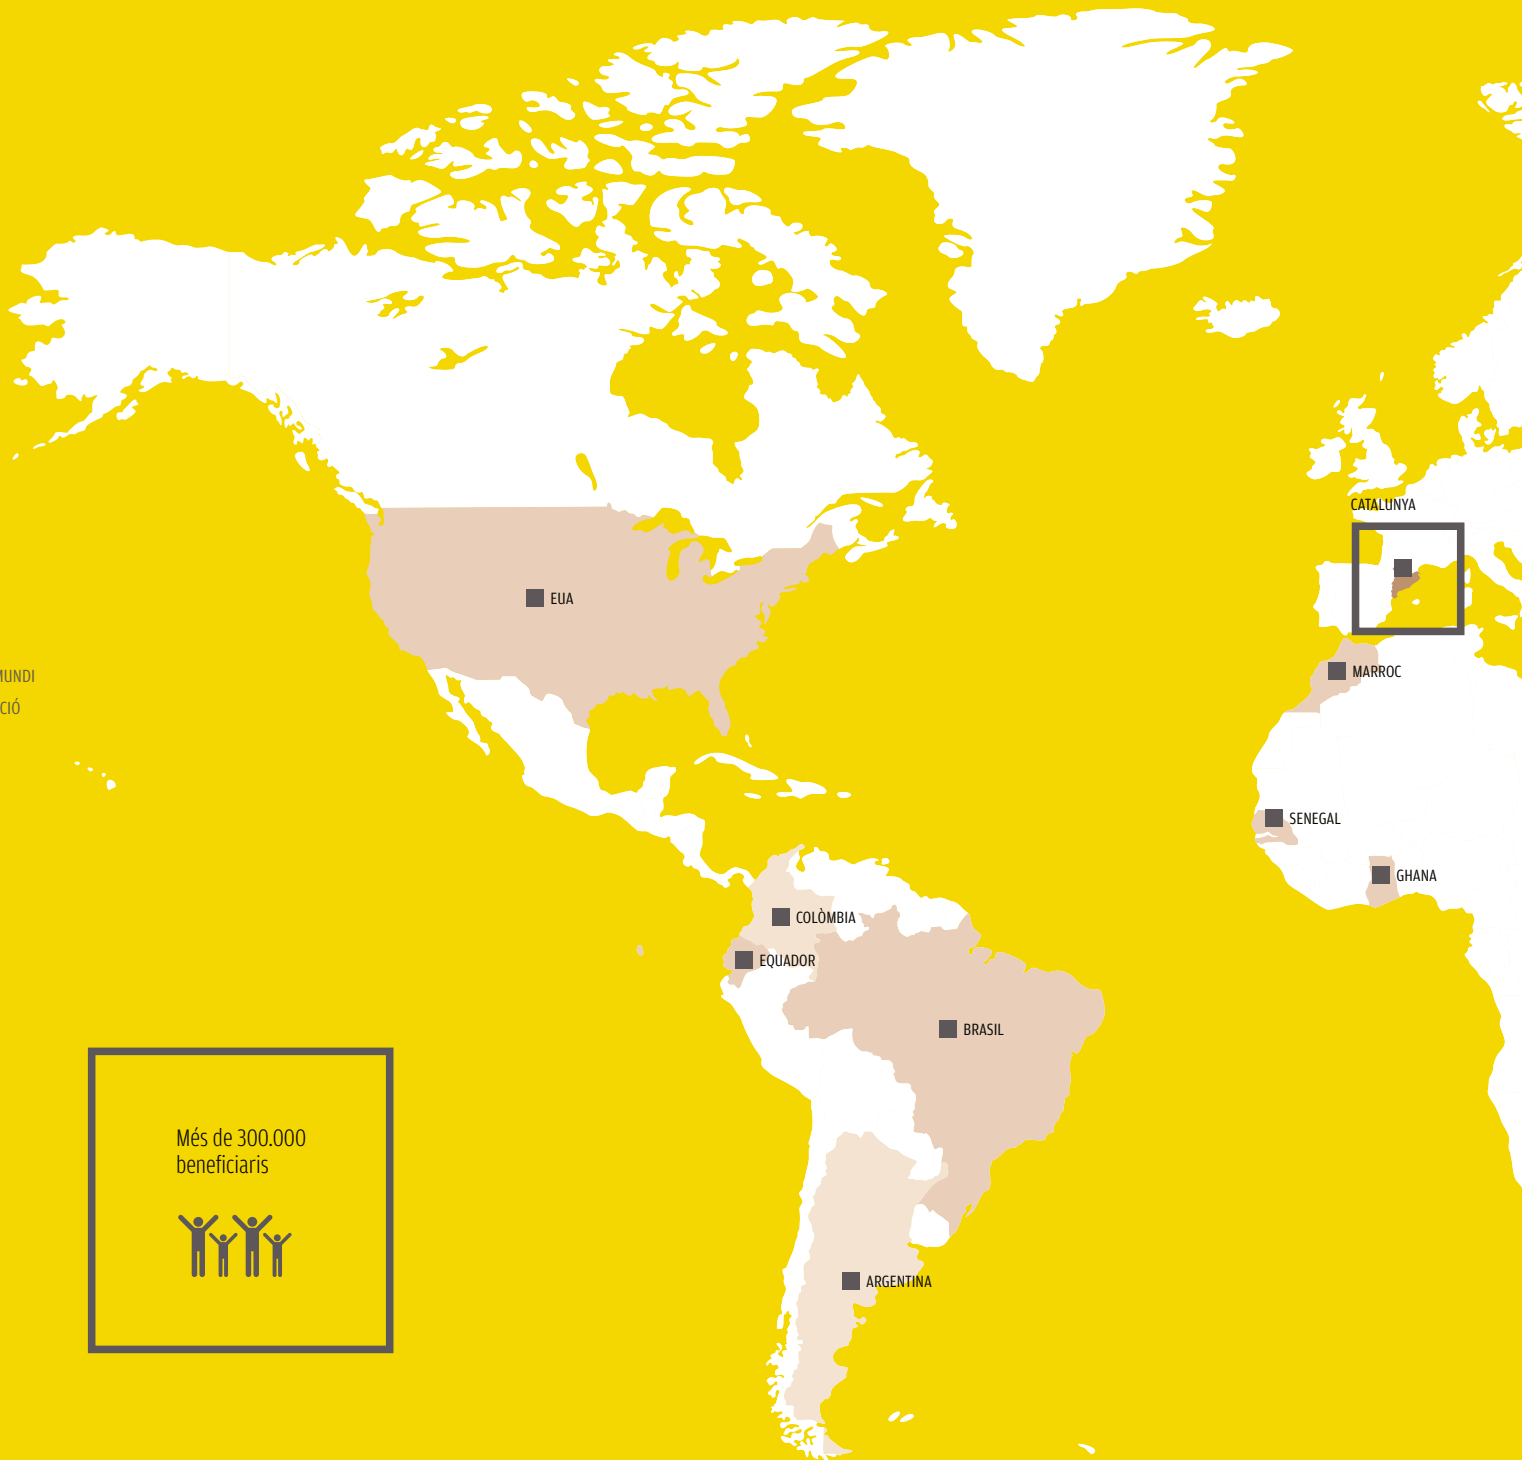 CATALUNYA
EUA
MARROC
MUNDI
CIÓ
SENEGAL
GHANA
COLÒMBIA
EQUADOR
BRASIL
Més de 300.000
beneficiaris
ARGENTINA